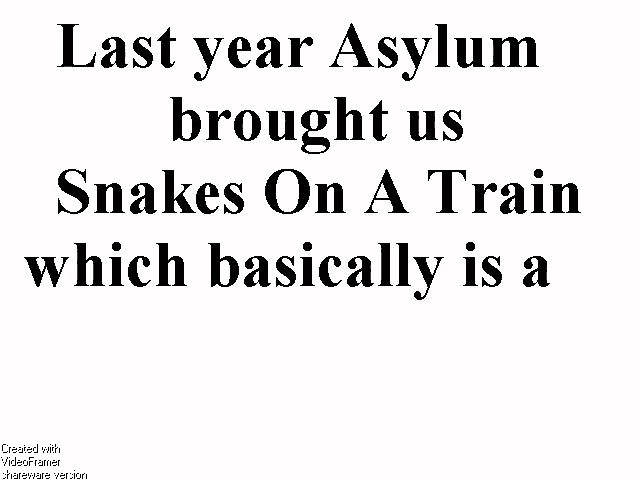 Last year Asylum
brought us
Snakes On A Train
which basically is a
Created with
VideoFramer
shareware version